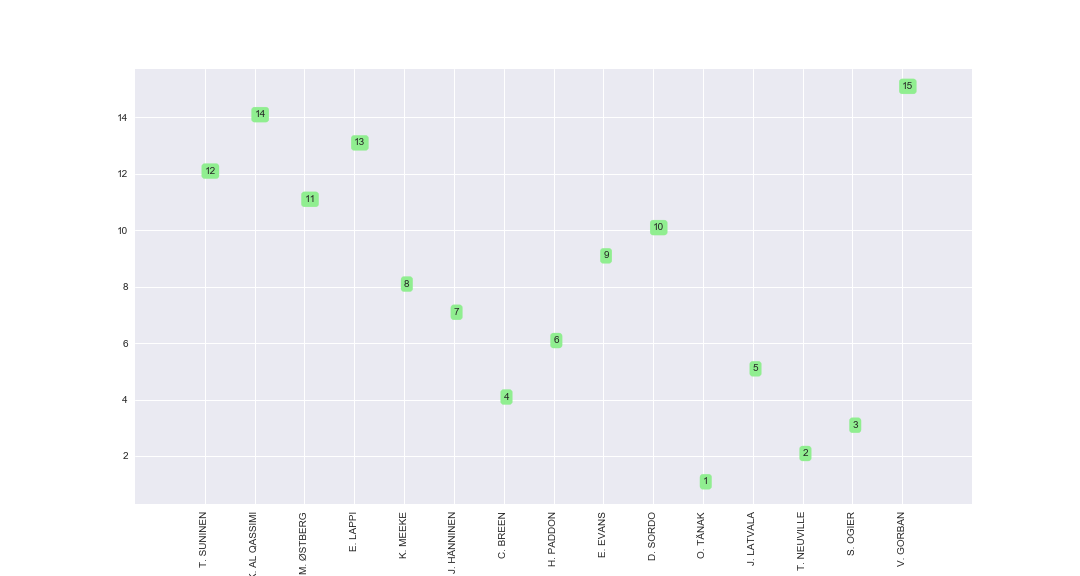 15
14
14
13
12
12
11
10
10
9
8
8
7
6
6
5
4
4
3
2
2
1
T. SUNINEN
K. AL QASSIMI
M. ØSTBERG
E. LAPPI
K. MEEKE
J. HÄNNINEN
C. BREEN
H. PADDON
E. EVANS
D. SORDO
O. TÄNAK
J. LATVALA
T. NEUVILLE
S. OGIER
V. GORBAN